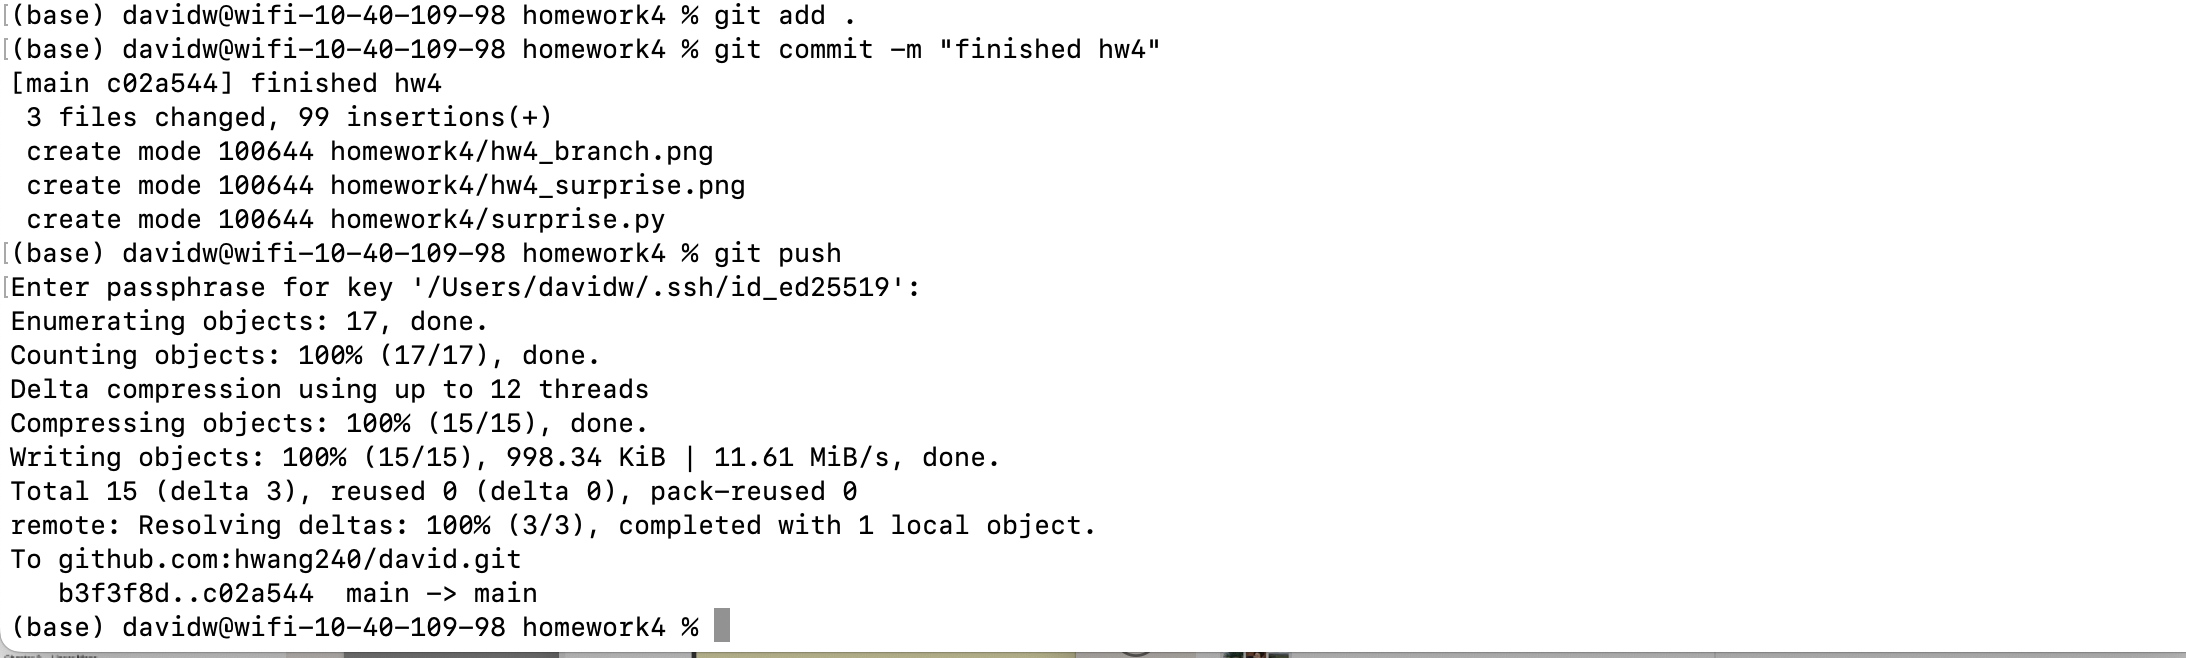 (base) davidw@wifi-10-40-109-98 homework4 % git add .
(base) davidw@wifi-10-40-109-98 homework4 % git commit -m "finished hw4"
[main c02a544] finished hw4
 3 files changed, 99 insertions(+)
 create mode 100644 homework4/hw4_branch.png
 create mode 100644 homework4/hw4_surprise.png
 create mode 100644 homework4/surprise.py
(base) davidw@wifi-10-40-109-98 homework4 % git push
Enter passphrase for key '/Users/davidw/.ssh/id_ed25519':
Enumerating objects: 17, done.
Counting objects: 100% (17/17), done.
Delta compression using up to 12 threads
Compressing objects: 100% (15/15), done.
Writing objects: 100% (15/15), 998.34 KiB | 11.61 MiB/s, done.
Total 15 (delta 3), reused 0 (delta 0), pack-reused 0
remote: Resolving deltas: 100% (3/3), completed with 1 local object.
To github.com:hwang240/david.git
   b3f3f8d..c02a544  main -> main
(base) davidw@wifi-10-40-109-98 homework4 %